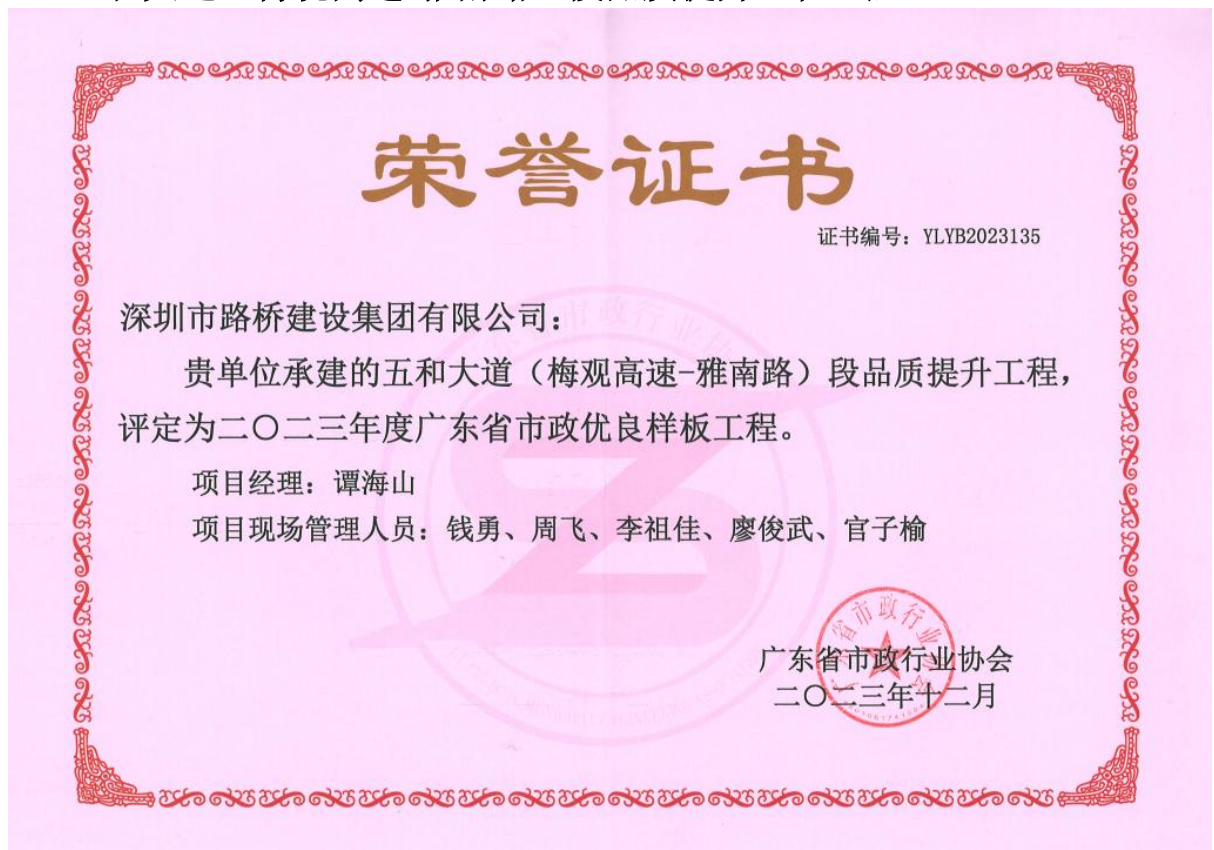 荣誉证书
证书编号：YLYB2023135
深圳市路桥建设集团有限公司：
贵单位承建的五和大道（梅观高速-雅南路）段品质提升工程，
评定为二〇二三年度广东省市政优良样板工程。
项目经理：谭海山
项目现场管理人员：钱勇、周飞、李祖佳、廖俊武、官子榆
广东省市政行业协会
二〇二三年十二月